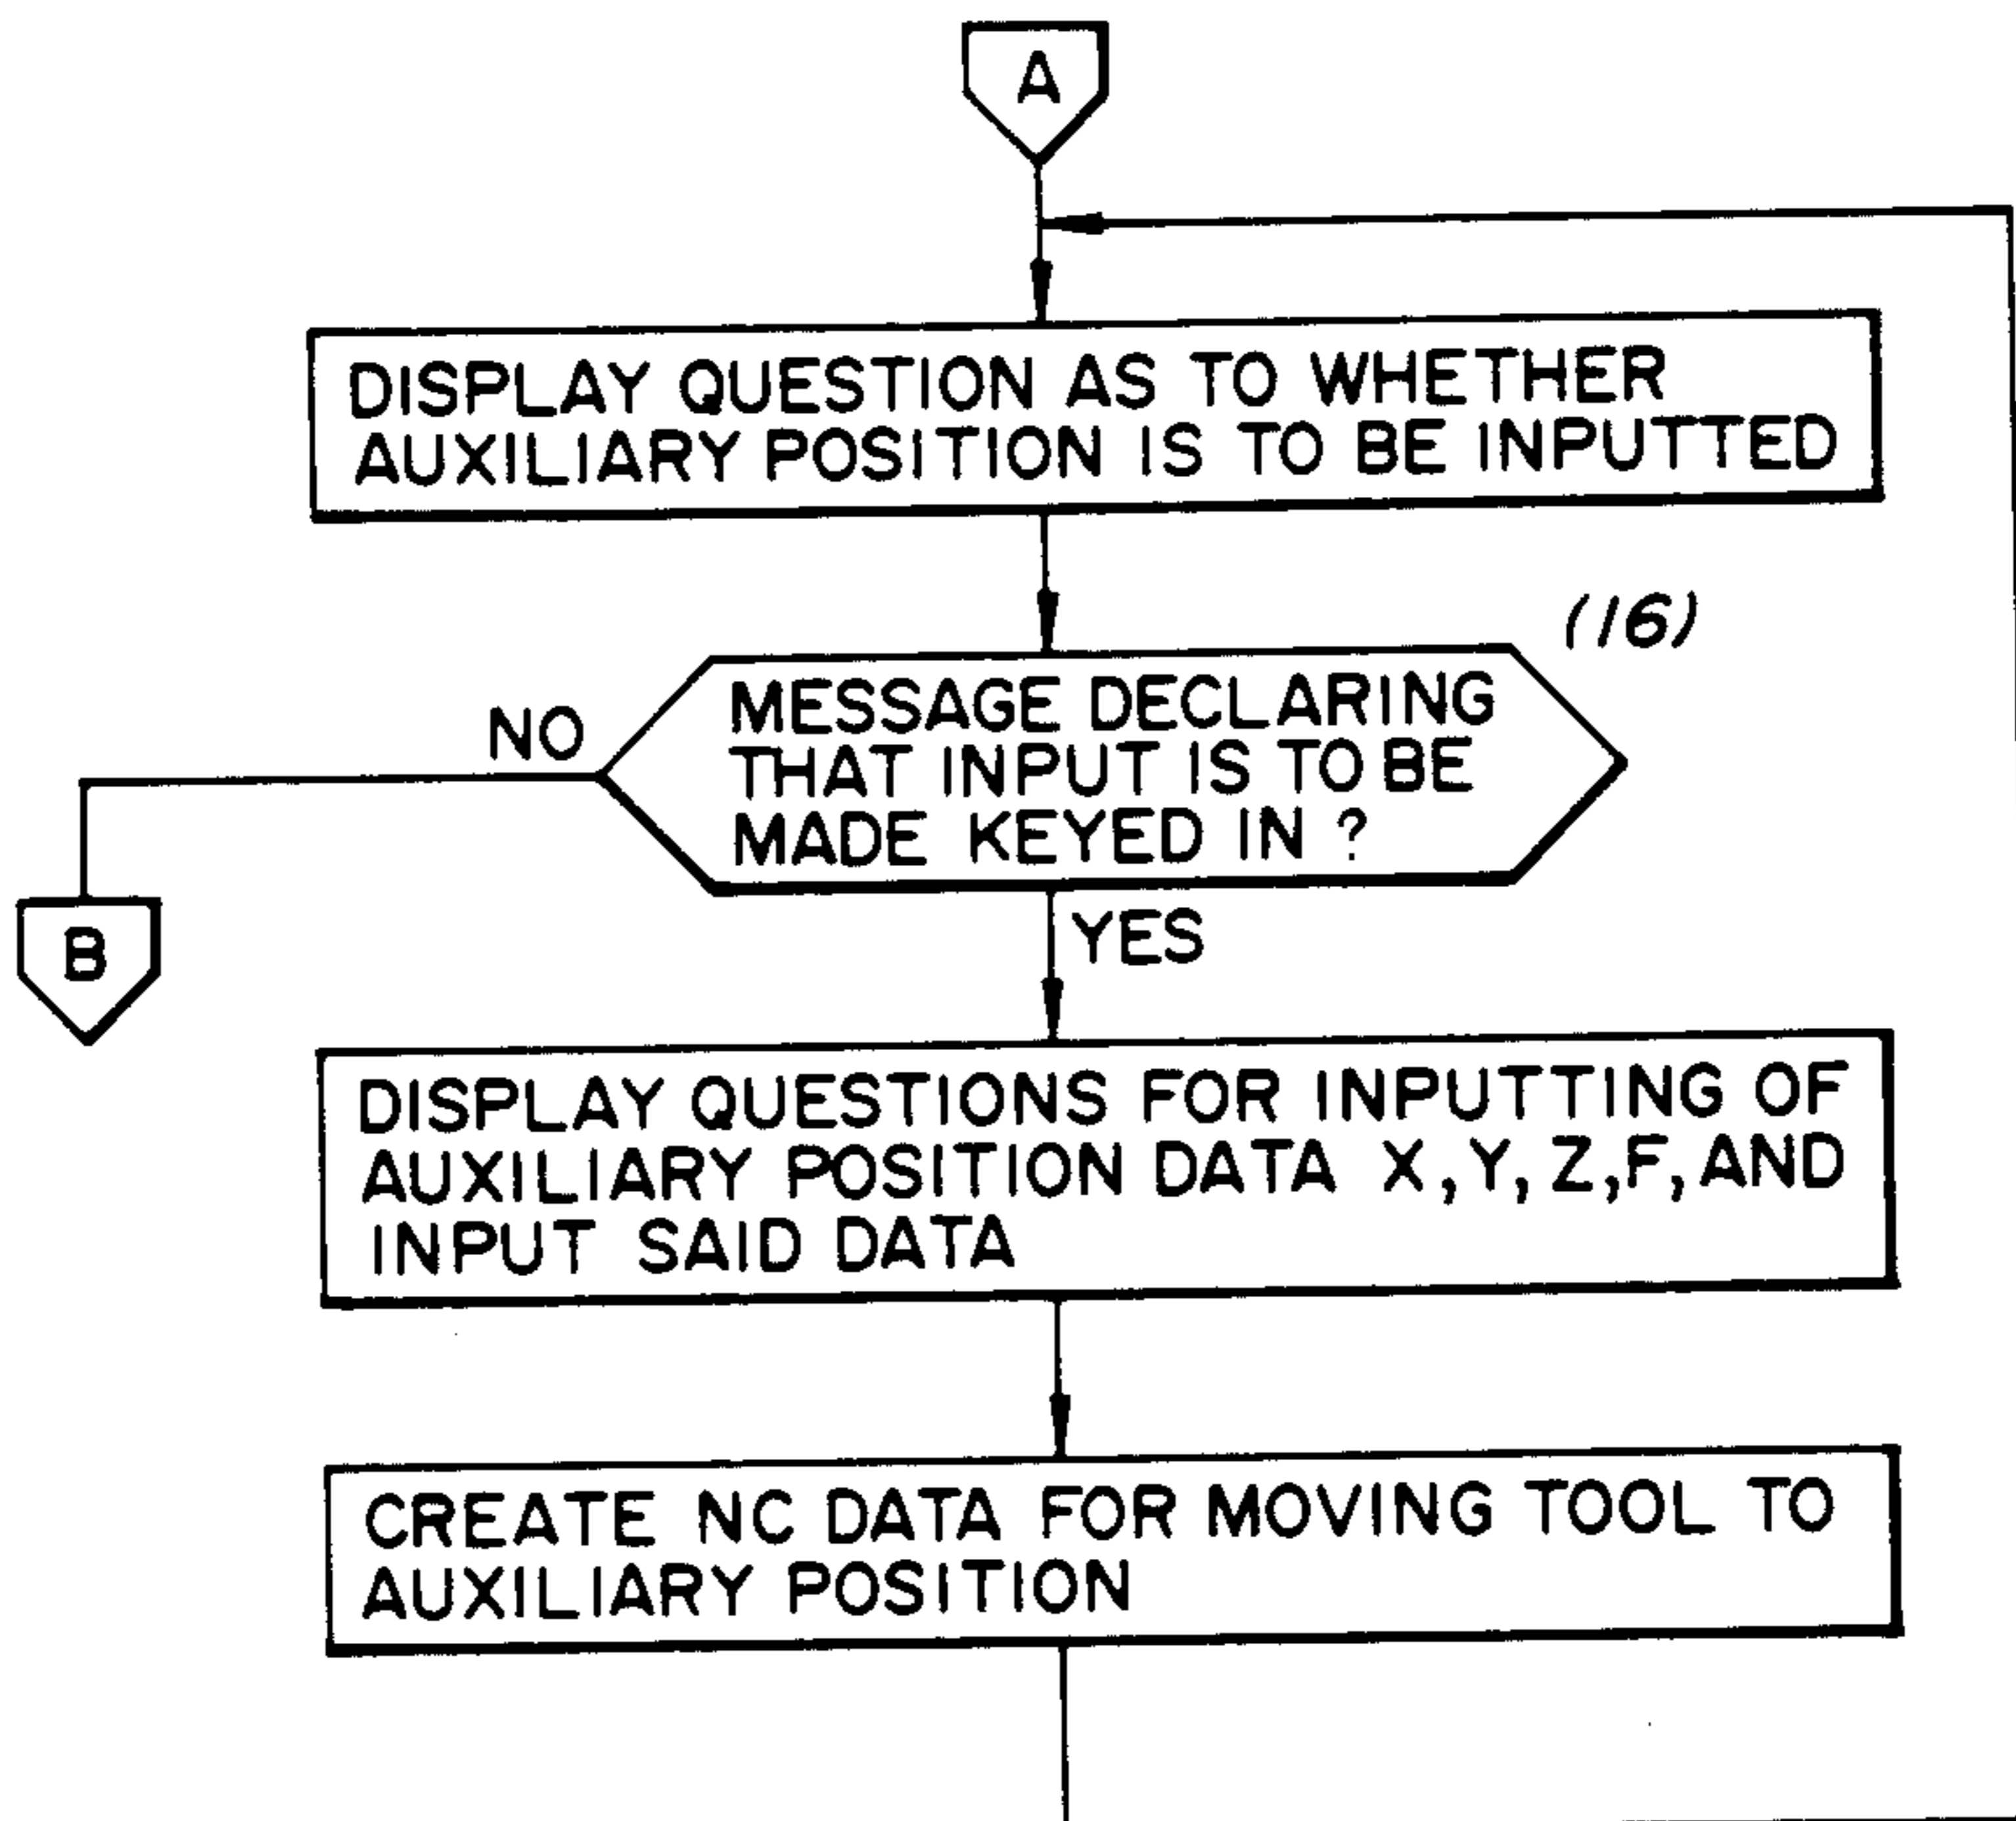 A
DISPLAY QUESTION AS TO WHETHER
AUXILIARY POSITION IS TO BE INPUTTED
(16)
MESSAGE DECLARING
THAT INPUT IS TO BE
MADE KEYED IN ?
NO
YES
B
DISPLAY QUESTIONS FOR INPUTTING OF
AUXILIARY POSITION DATA X, Y, Z, F, AND
INPUT SAID DATA
CREATE NC DATA FOR MOVING TOOL TO
AUXILIARY POSITION